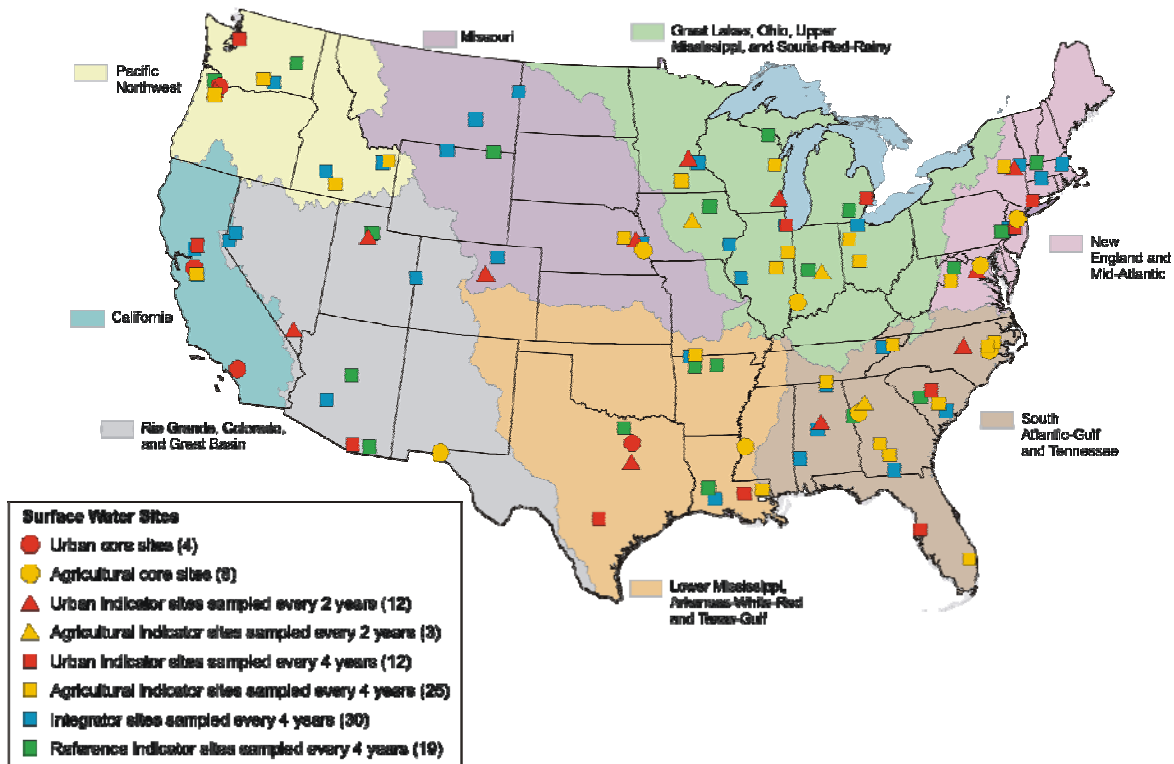 Missouri
Great Lakes, Ohio, Upper
Mississippi, and Souris-Red-Rainy
Pacific
Northwest
New
England and
Mid-Atlantic
California
South
Atlantic-Gulf
and Tennessee
Rio Grande, Colorado,
and Great Basin
Lower Mississippi,
Arkansas-White-Red
and Texas-Gulf
Surface Water Sites
Urban core sites (4)
Agricultural core sites (8)
Urban Indicator sites sampled every 2 years (12)
Agricultural Indicator sites sampled every 2 years (3)
Urban Indicator sites sampled every 4 years (12)
Agricultural Indicator sites sampled every 4 years (25)
Integrator sites sampled every 4 years (30)
Reference Indicator sites sampled every 4 years (19)